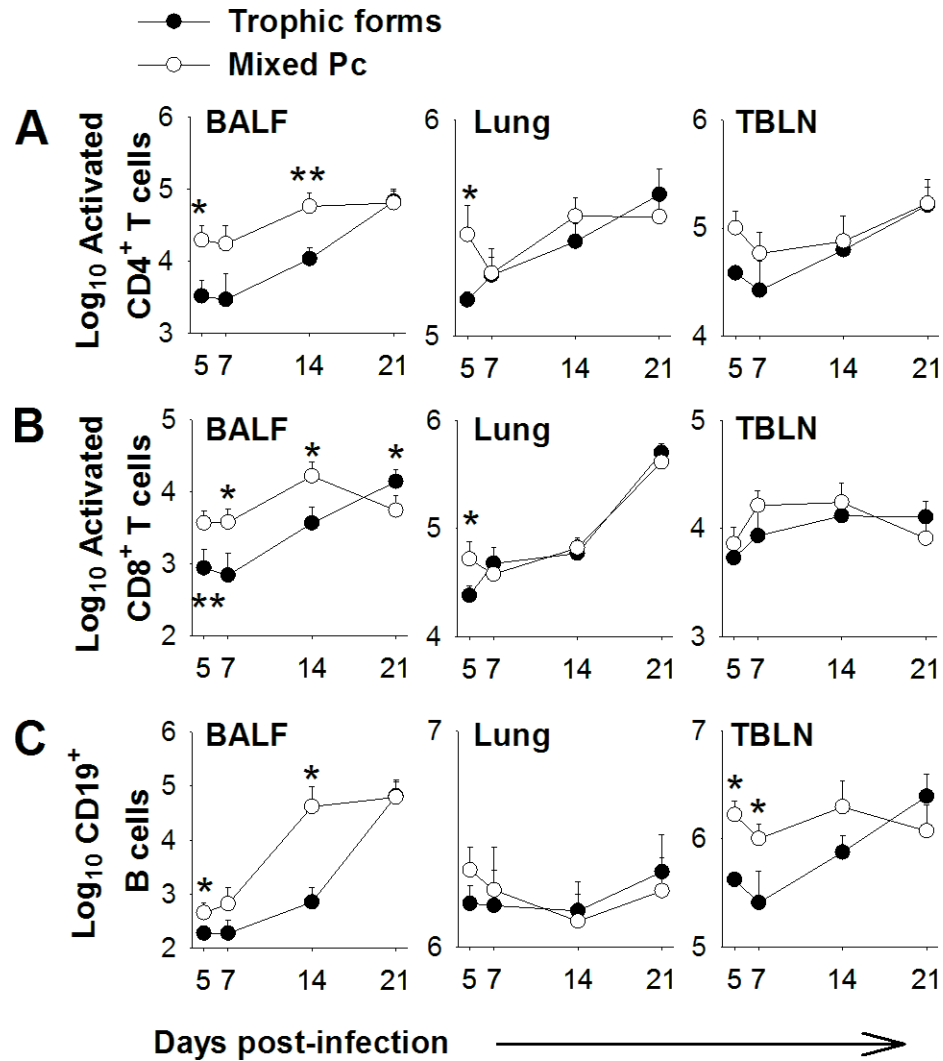 Trophic forms
Mixed Pc
A
Log10 Activated
CD4+ T cells
BALF
6
5
4
3
*
**
5 7 14 21
Lung
6
5
*
5 7 14 21
TBLN
6
5
4
5 7 14 21
B
Log10 Activated
CD8+ T cells
BALF
5
4
3
2
*
*
*
**
5 7 14 21
Lung
6
5
4
*
5 7 14 21
TBLN
5
4
3
5 7 14 21
C
Log10 CD19+
B cells
BALF
6
5
4
3
2
*
*
5 7 14 21
Lung
7
6
5 7 14 21
TBLN
7
6
5
*
*
5 7 14 21
Days post-infection